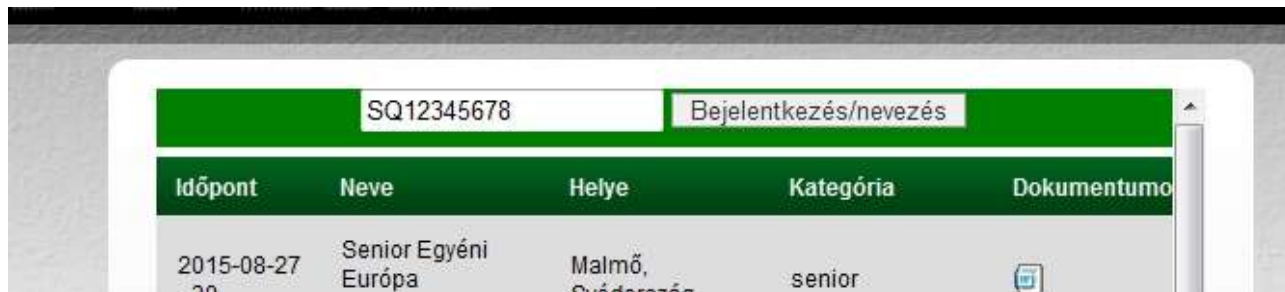 SQ12345678 Bejelentkezés/nevezés
Időpont Neve Helye Kategória Dokumentumo
2015-08-27 Senior Egyéni Európa Malmő, senior